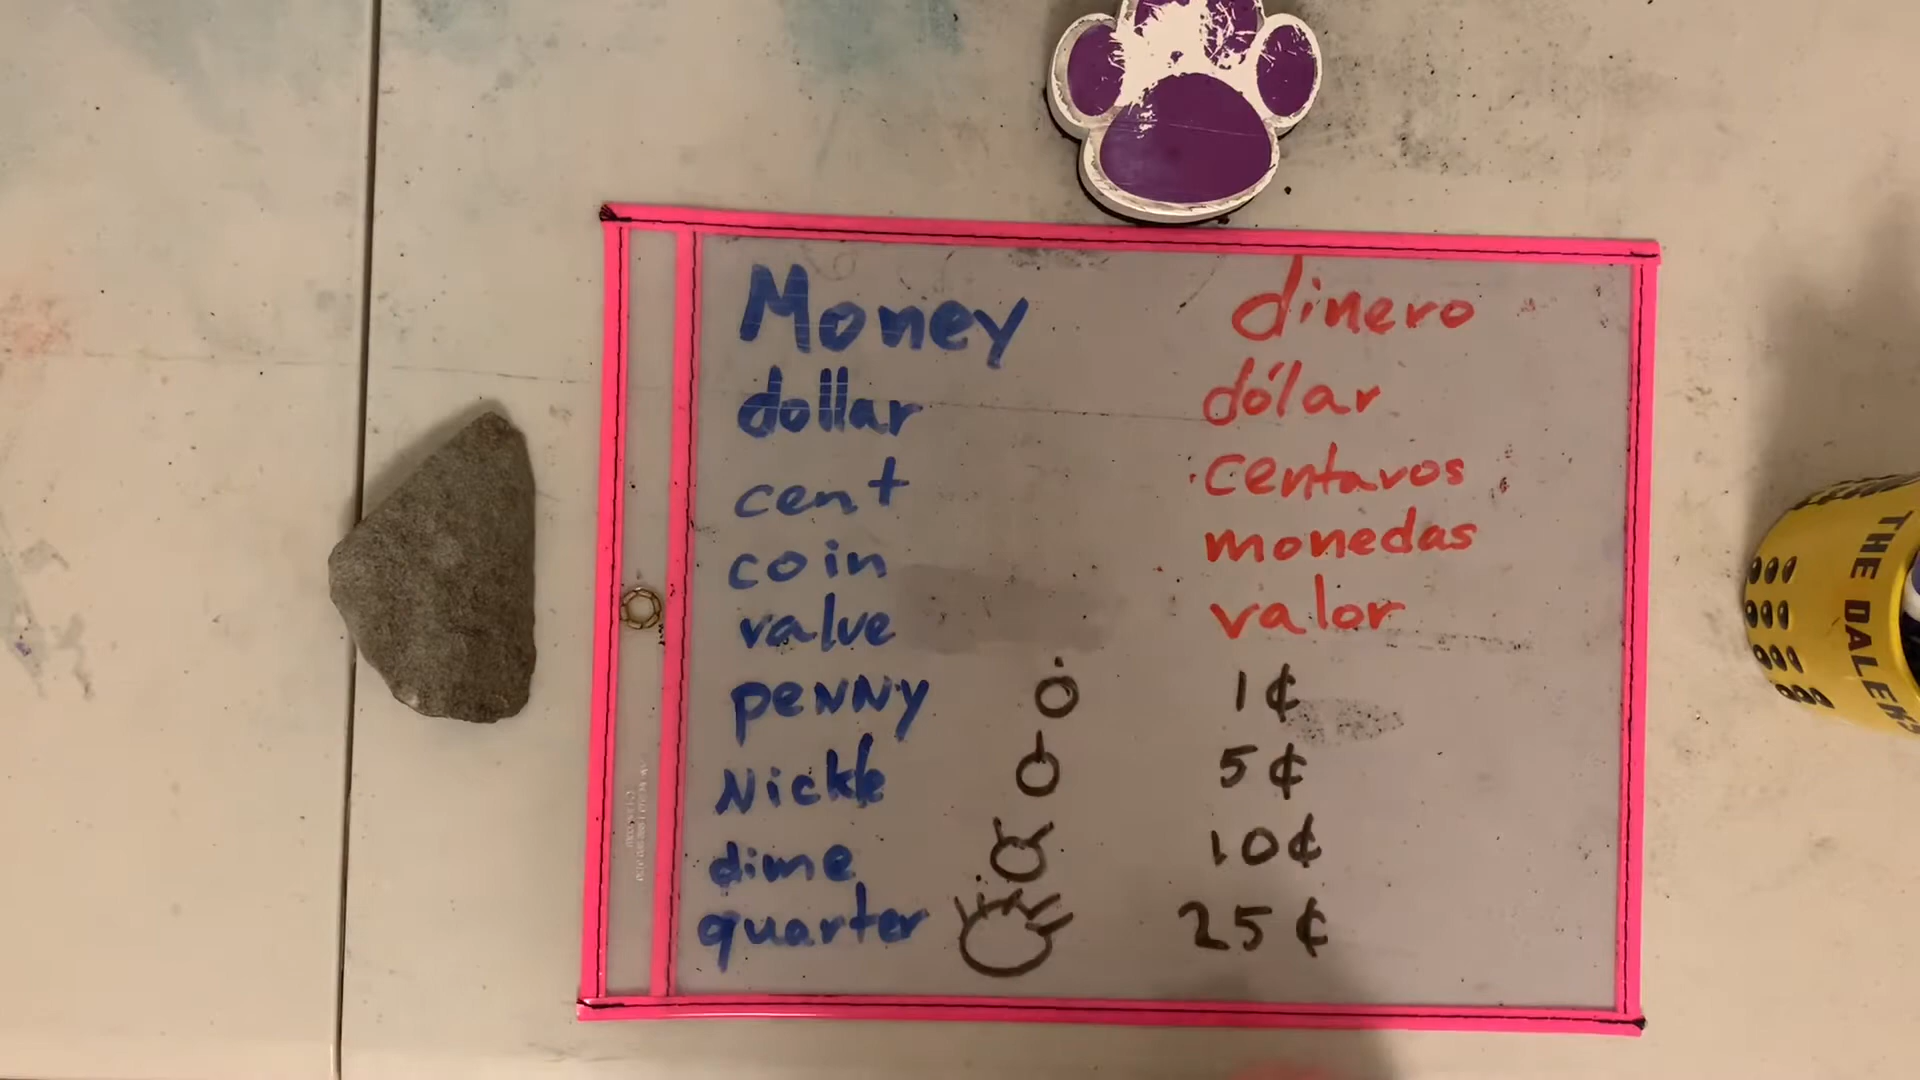 Money dinero
dollar dólar
cent centavos
coin monedas
value valor
penny 1¢
Nickle 5¢
dime 10¢
quarter 25¢
THE DALEK